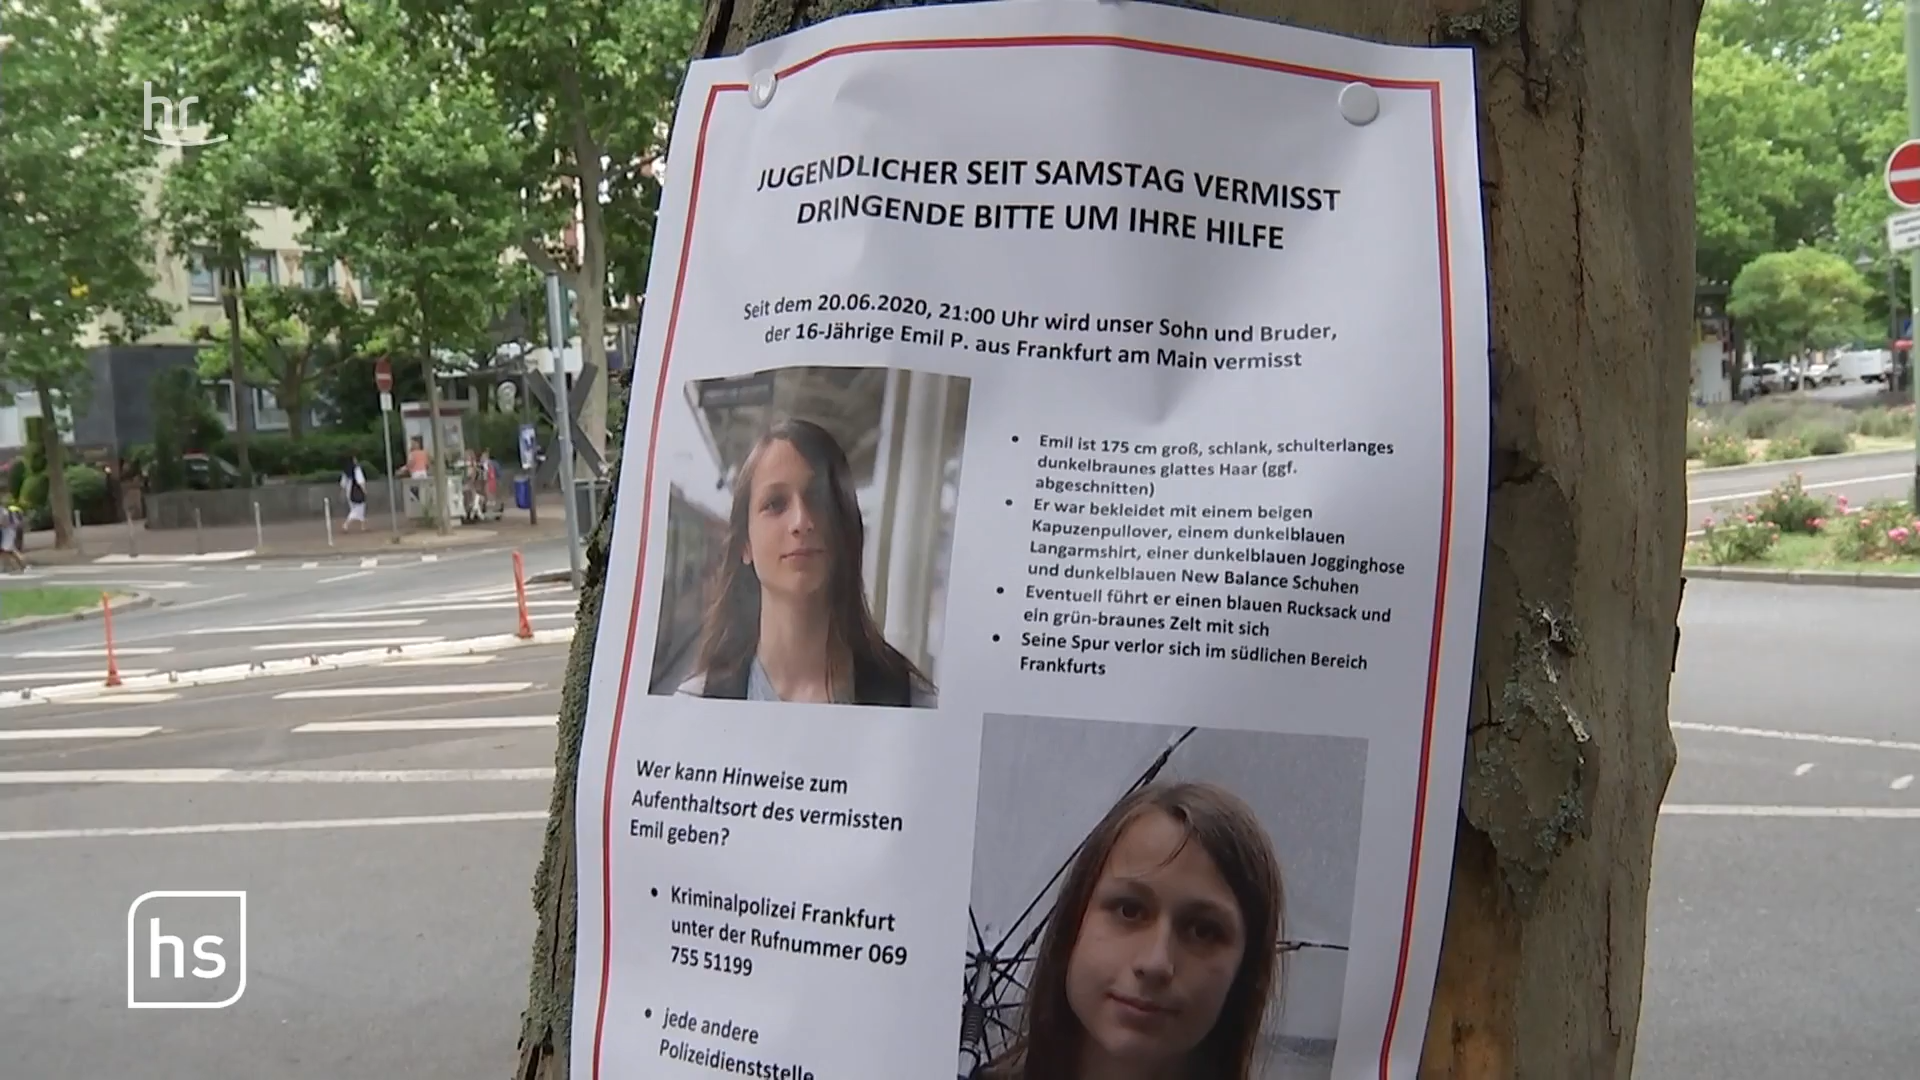 hr
JUGENDLICHER SEIT SAMSTAG VERMISST
DRINGENDE BITTE UM IHRE HILFE
Seit dem 20.06.2020, 21:00 Uhr wird unser Sohn und Bruder,
der 16-Jährige Emil P. aus Frankfurt am Main vermisst
• Emil ist 175 cm groß, schlank, schulterlanges
dunkelbraunes glattes Haar (ggf.
abgeschnitten)
• Er war bekleidet mit einem beigen
Kapuzenpullover, einem dunkelblauen
Langarmshirt, einer dunkelblauen Jogginghose
und dunkelblauen New Balance Schuhen
• Eventuell führt er einen blauen Rucksack und
ein grün-braunes Zelt mit sich
• Seine Spur verlor sich im südlichen Bereich
Frankfurts
Wer kann Hinweise zum
Aufenthaltsort des vermissten
Emil geben?
• Kriminalpolizei Frankfurt
unter der Rufnummer 069
755 51199
• jede andere
Polizeidienststelle
hs